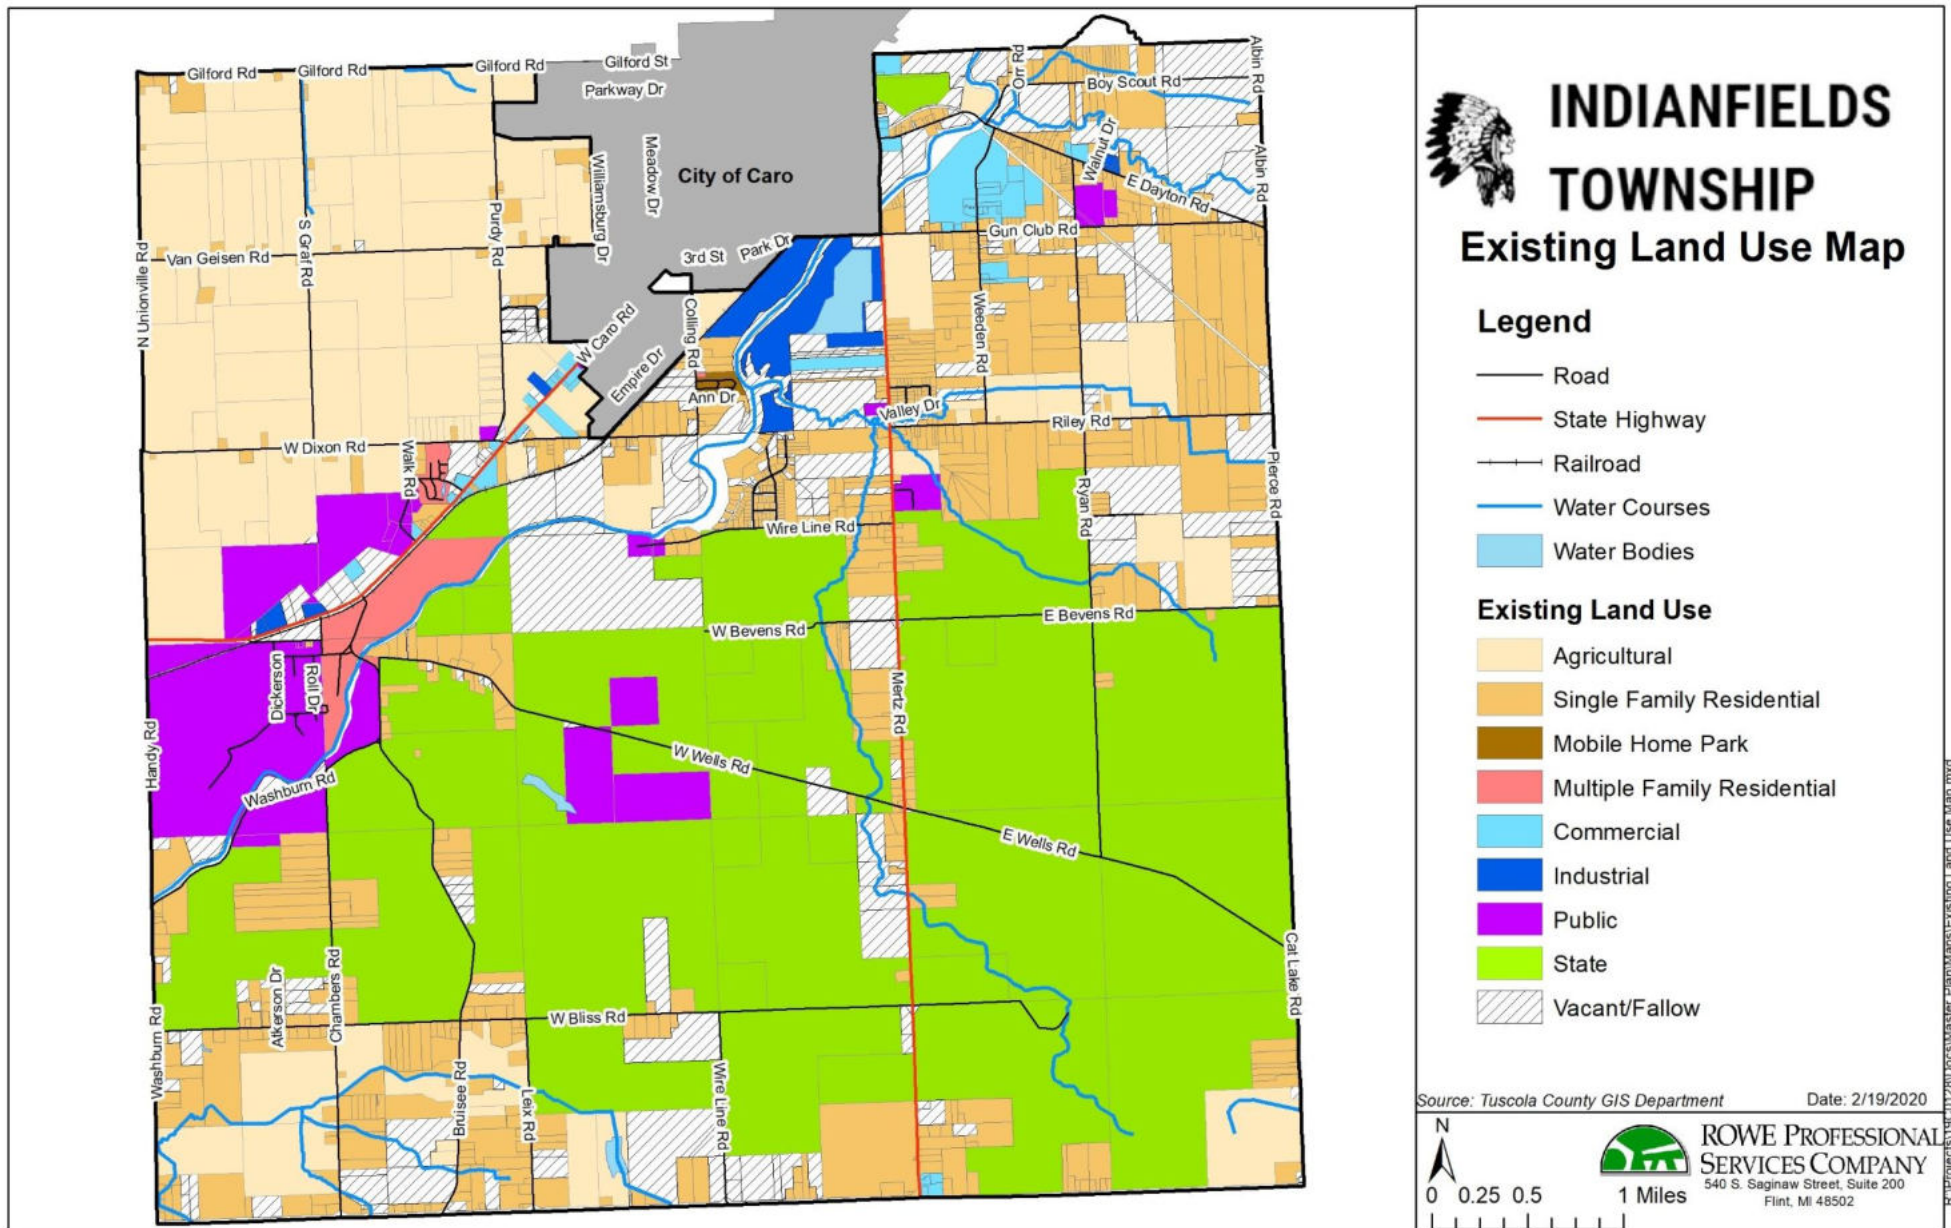 Gilford Rd
Gilford Rd
Gilford Rd
Gilford St
Parkway Dr
Meadow Dr
City of Caro
Williamsburg Dr
Purdy Rd
S Graf Rd
N Unionville Rd
Van Geisen Rd
3rd St
Park Dr
W Caro Rd
Colling Rd
Empire Dr
Ann Dr
Orr Rd
Boy Scout Rd
Albin Rd
Walnut Dr
E Dayton Rd
Albin Rd
Gun Club Rd
Weeden Rd
Valley Dr
Riley Rd
W Dixon Rd
Walk Rd
Pierce Rd
Ryan Rd
Wire Line Rd
W Bevens Rd
E Bevens Rd
Dickerson
Roll Dr
Handy Rd
Washburn Rd
Mertz Rd
W Wells Rd
E Wells Rd
Cat Lake Rd
Atkerson Dr
Chambers Rd
Washburn Rd
W Bliss Rd
Bruisee Rd
Leix Rd
Wire Line Rd
INDIANFIELDS
TOWNSHIP
Existing Land Use Map
Legend
Road
State Highway
Railroad
Water Courses
Water Bodies
Existing Land Use
Agricultural
Single Family Residential
Mobile Home Park
Multiple Family Residential
Commercial
Industrial
Public
State
Vacant/Fallow
Source: Tuscola County GIS Department
Date: 2/19/2020
N
0 0.25 0.5 1 Miles
ROWE PROFESSIONAL
SERVICES COMPANY
540 S. Saginaw Street, Suite 200
Flint, MI 48502